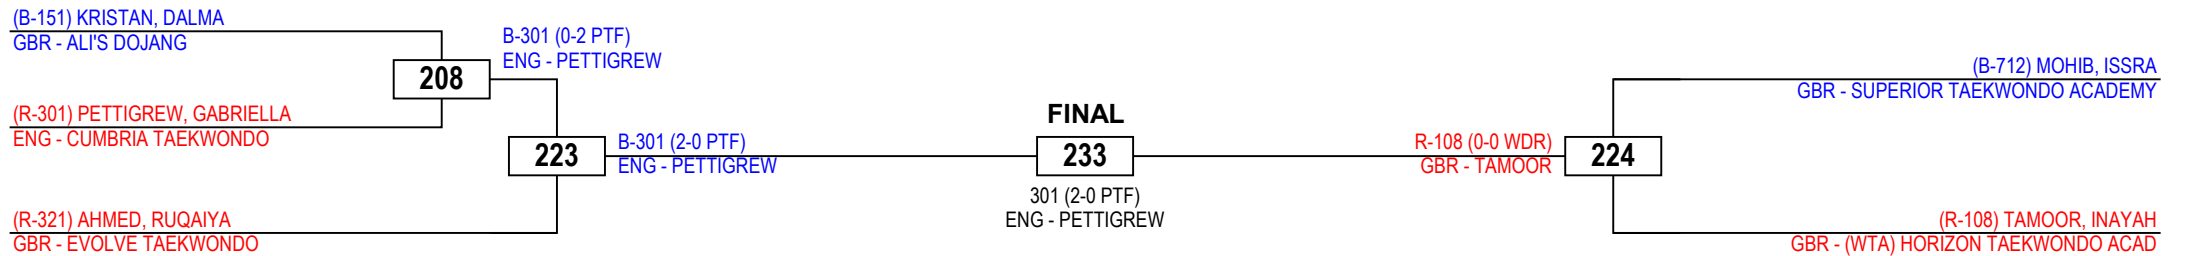 (B-151) KRISTAN, DALMA
GBR - ALI'S DOJANG
208
(R-301) PETTIGREW, GABRIELLA
ENG - CUMBRIA TAEKWONDO
B-301 (0-2 PTF)
ENG - PETTIGREW
223
(R-321) AHMED, RUQAIYA
GBR - EVOLVE TAEKWONDO
B-301 (2-0 PTF)
ENG - PETTIGREW
FINAL
233
301 (2-0 PTF)
ENG - PETTIGREW
R-108 (0-0 WDR)
GBR - TAMOOR
224
(B-712) MOHIB, ISSRA
GBR - SUPERIOR TAEKWONDO ACADEMY
(R-108) TAMOOR, INAYAH
GBR - (WTA) HORIZON TAEKWONDO ACAD